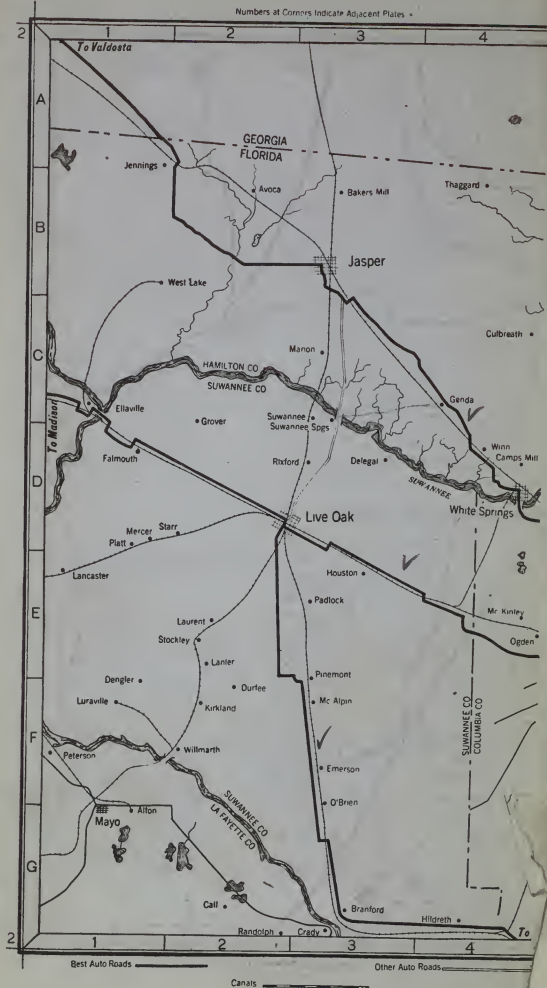 Numbers at Corners Indicate Adjacent Plates
2 1 2 3 4
To Valdosta
A
GEORGIA
FLORIDA
Jennings
Thaggard
Avoca
Bakers Mill
B
Jasper
West Lake
Culbreath
Marion
C
HAMILTON CO
SUWANNEE CO
Genda
Ellaville
Suwannee
Suwannee Spgs
Grover
To Madison
Winn
Falmouth
Rixford
Delegal
Camps Mill
D
SUWANNEE
White Springs
Live Oak
Starr
Mercer
Platt
Lancaster
Houston
E
Padlock
Mc Kinley
Laurent
Ogden
Stockley
Lanier
Pinemont
Dengler
Durfee
Mc Alpin
Luraville
Kirkland
SUWANNEE CO
COLUMBIA CO
F
Willmarth
Peterson
Emerson
SUWANNEE CO
LA FAYETTE CO
O'Brien
Alton
Mayo
G
Call
Branford
Hildreth
Randolph
Crady
To
2 1 2 3 4
Best Auto Roads
Other Auto Roads
Canals